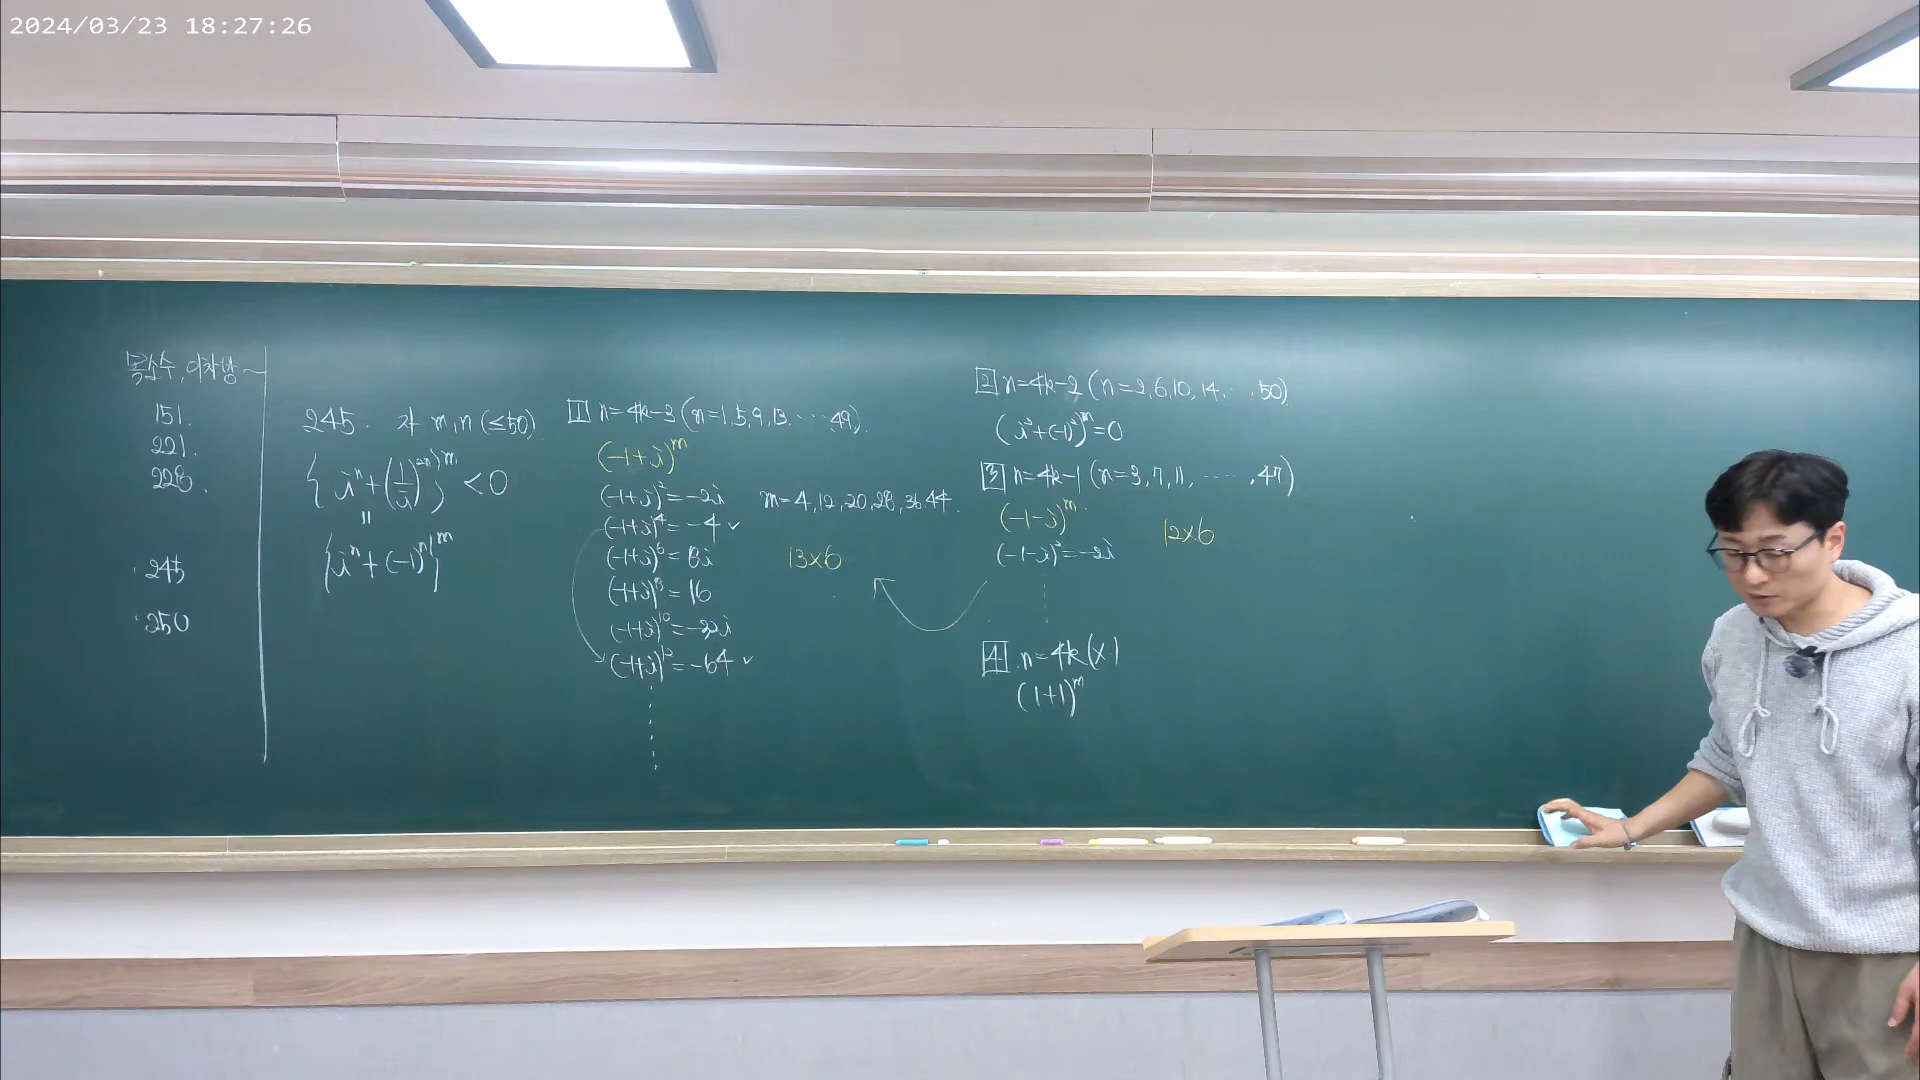 2024/03/23 18:27:26
복소수, 이차방~
151.
221.
228.
245
250
245. 자 m,n (≤50)
{iⁿ+(1/i)²ⁿ}ᵐ <0
=
{iⁿ+(-1)ⁿ}ᵐ
1 n=4k-3 (n=1,5,9,13, ... ,49)
(-1+i)ᵐ
(-1+i)²=-2i
(-1+i)⁴=-4 ✓
(-1+i)⁶=8i
(-1+i)⁸=16
(-1+i)¹⁰=-32i
(-1+i)¹²=-64 ✓
m=4,12,20,28,36,44.
13×6
2 n=4k-2 (n=2,6,10,14, ... ,50)
(i²+(-1)²)ᵐ=0
3 n=4k-1 (n=3,7,11, ...... ,47)
(-1-i)ᵐ
(-1-i)²=-2i
12×6
4 n=4k(x)
(1+1)ᵐ